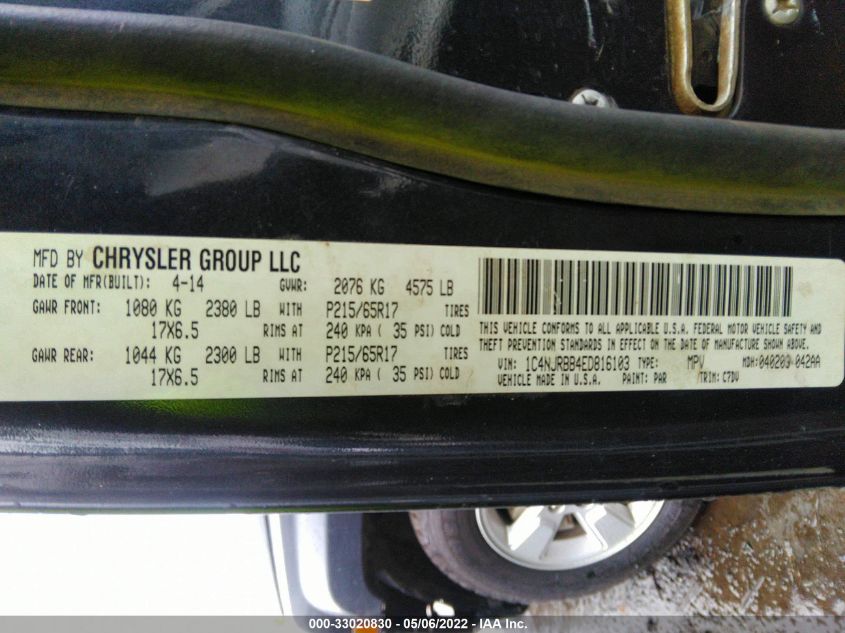 MFD BY CHRYSLER GROUP LLC
DATE OF MFR(BUILT): 4-14 GVWR: 2076 KG 4575 LB
GAWR FRONT: 1080 KG 2380 LB WITH P215/65R17 TIRES
17X6.5 RIMS AT 240 KPA ( 35 PSI) COLD
GAWR REAR: 1044 KG 2300 LB WITH P215/65R17 TIRES
17X6.5 RIMS AT 240 KPA ( 35 PSI) COLD
THIS VEHICLE CONFORMS TO ALL APPLICABLE U.S.A. FEDERAL MOTOR VEHICLE SAFETY AND
THEFT PREVENTION STANDARDS IN EFFECT ON THE DATE OF MANUFACTURE SHOWN ABOVE.
VIN: 1C4NJRBB4ED816103 TYPE: MPV MDH: 040209 042AA
VEHICLE MADE IN U.S.A. PAINT: PAR TRIM: C7DV
000-33020830 - 05/06/2022 - IAA Inc.